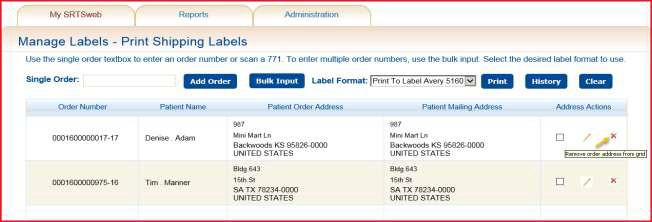 My SRTSweb Reports Administration
Manage Labels - Print Shipping Labels
Use the single order textbox to enter an order number or scan a 771. To enter multiple order numbers, use the bulk input. Select the desired label format to use.
Single Order: Add Order Bulk Input Label Format: Print To Label Avery 5160 Print History Clear
Order Number Patient Name Patient Order Address Patient Mailing Address Address Actions
987 987
Mini Mart Ln Mini Mart Ln
0001600000017-17 Denise . Adam Backwoods KS 95826-0000 Backwoods KS 95826-0000
UNITED STATES UNITED STATES
Remove order address from grid
Bldg 643 Bldg 643
15th St 15th St
0001600000975-16 Tim . Manner SA TX 78234-0000 SA TX 78234-0000
UNITED STATES UNITED STATES